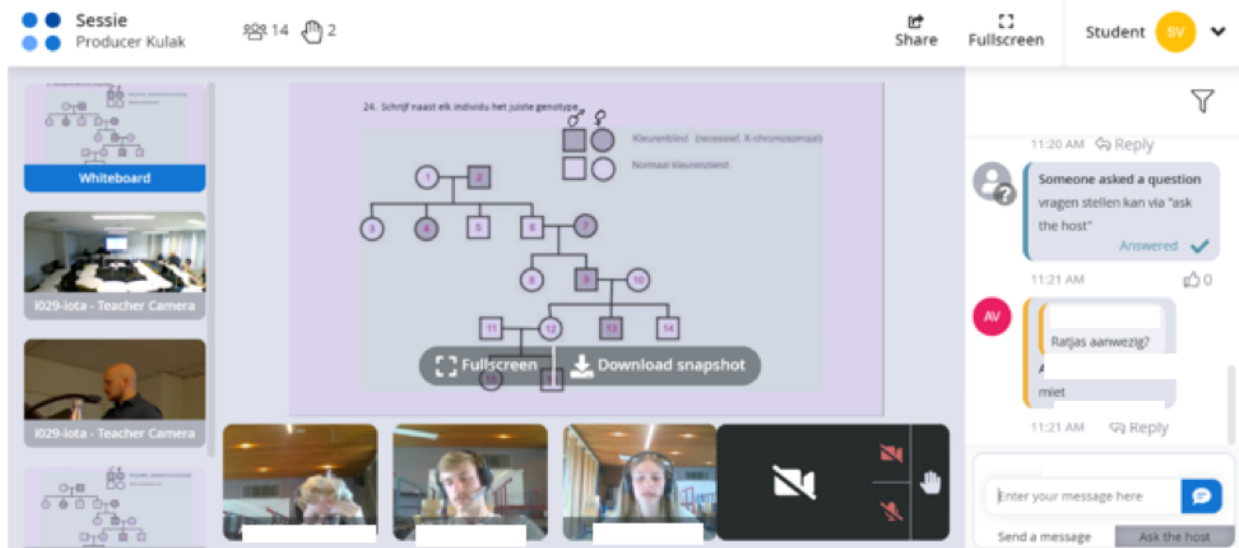 Sessie
Producer Kulak
14
2
Share
Fullscreen
Student
SV
Whiteboard
I029-iota - Teacher Camera
I029-iota - Teacher Camera
24. Schrijf naast elk individu het juiste genotype.
Kleurenblind (recessief, X-chromosomaal)
Normaal kleurenziend
1
2
3
4
5
6
7
8
9
10
11
12
13
14
Fullscreen
Download snapshot
11:20 AM
Reply
Someone asked a question
vragen stellen kan via "ask
the host"
Answered
11:21 AM
0
AV
Ratjas aanwezig?
miet
11:21 AM
Reply
Enter your message here
Send a message
Ask the host